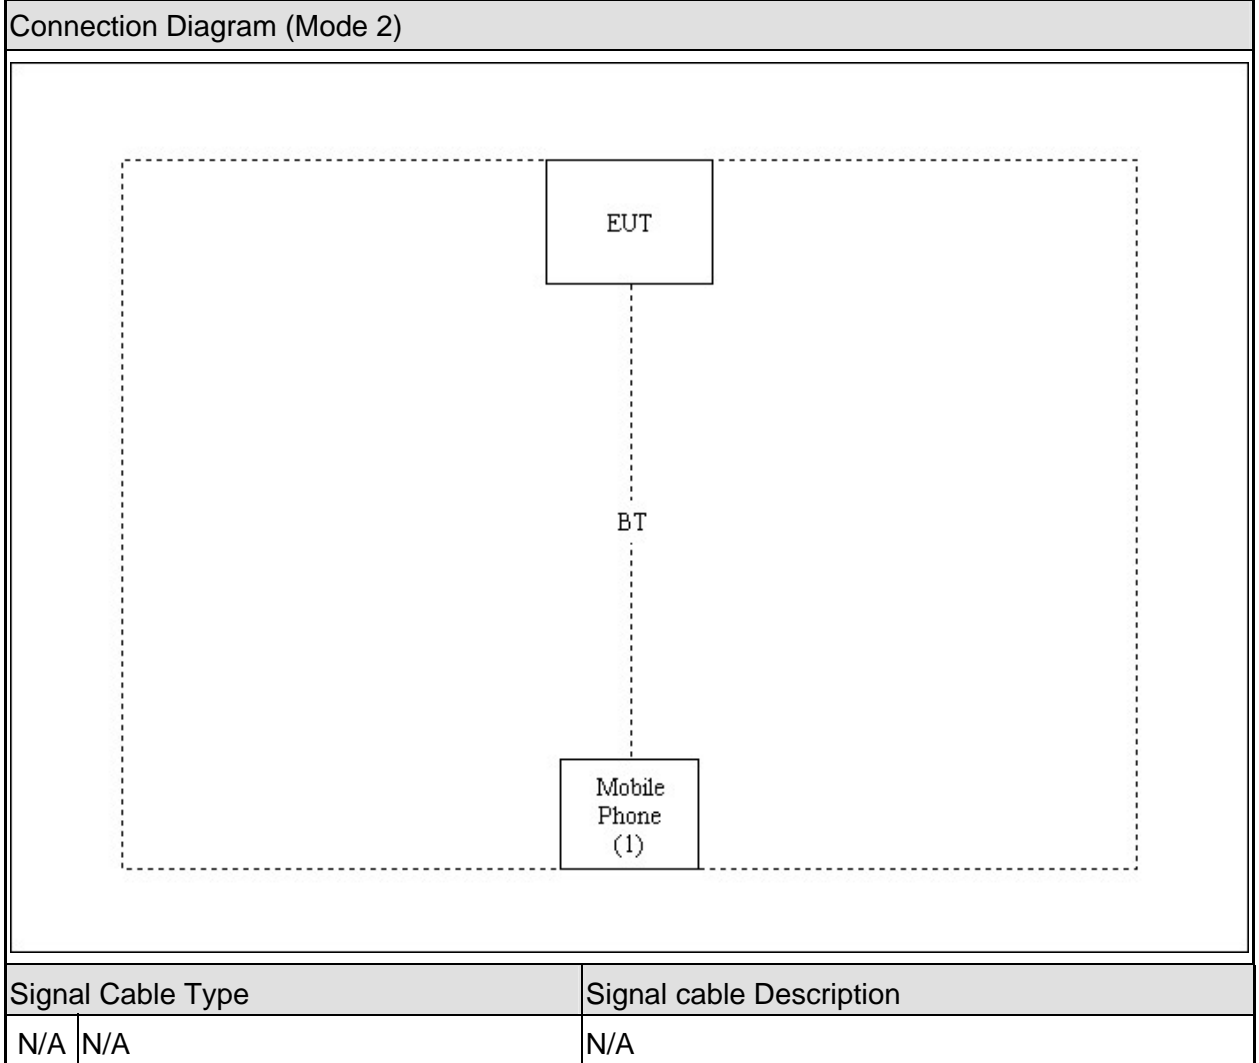 Connection Diagram (Mode 2)
EUT
BT
Mobile
Phone
(1)
Signal Cable Type Signal cable Description
N/A N/A N/A